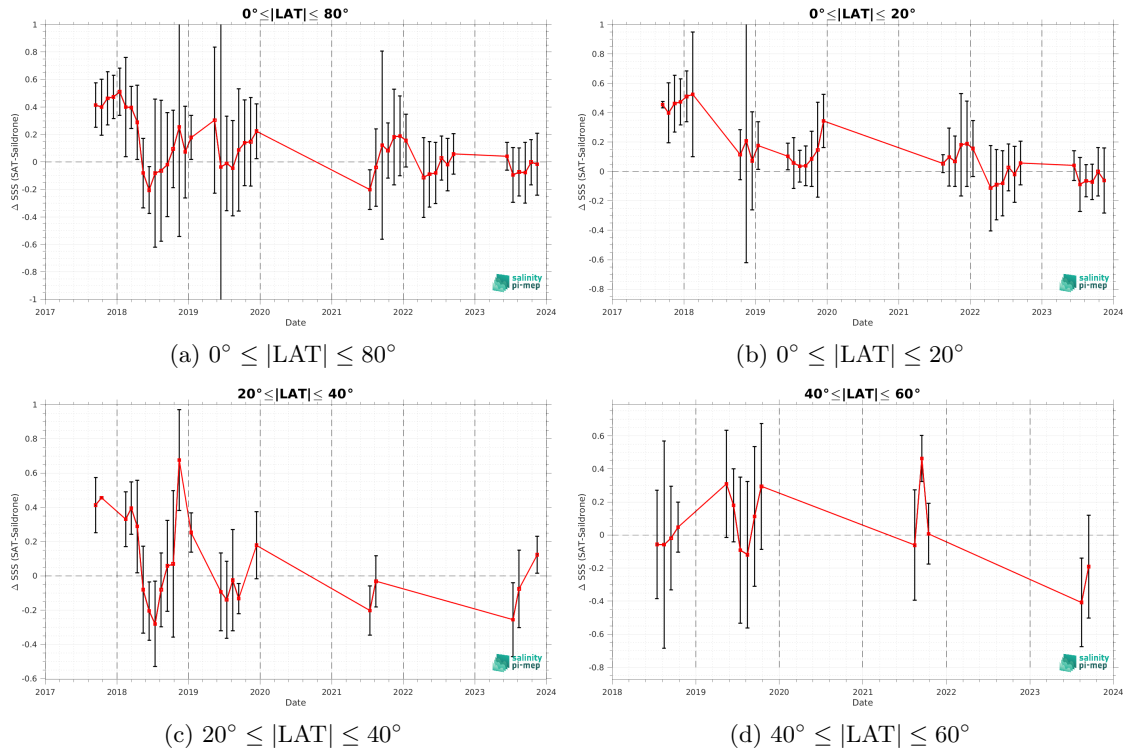 0°≤|LAT|≤ 80°
1
0.8
0.6
0.4
0.2
0
-0.2
-0.4
-0.6
-0.8
-1
Δ SSS (SAT-Saildrone)
2017 2018 2019 2020 2021 2022 2023 2024
Date
salinity
pi-mep
(a) 0° ≤ |LAT| ≤ 80°
0°≤|LAT|≤ 20°
1
0.8
0.6
0.4
0.2
0
-0.2
-0.4
-0.6
-0.8
Δ SSS (SAT-Saildrone)
2017 2018 2019 2020 2021 2022 2023 2024
Date
salinity
pi-mep
(b) 0° ≤ |LAT| ≤ 20°
20°≤|LAT|≤ 40°
1
0.8
0.6
0.4
0.2
0
-0.2
-0.4
-0.6
Δ SSS (SAT-Saildrone)
2017 2018 2019 2020 2021 2022 2023 2024
Date
salinity
pi-mep
(c) 20° ≤ |LAT| ≤ 40°
40°≤|LAT|≤ 60°
0.6
0.4
0.2
0
-0.2
-0.4
-0.6
-0.8
Δ SSS (SAT-Saildrone)
2018 2019 2020 2021 2022 2023 2024
Date
salinity
pi-mep
(d) 40° ≤ |LAT| ≤ 60°